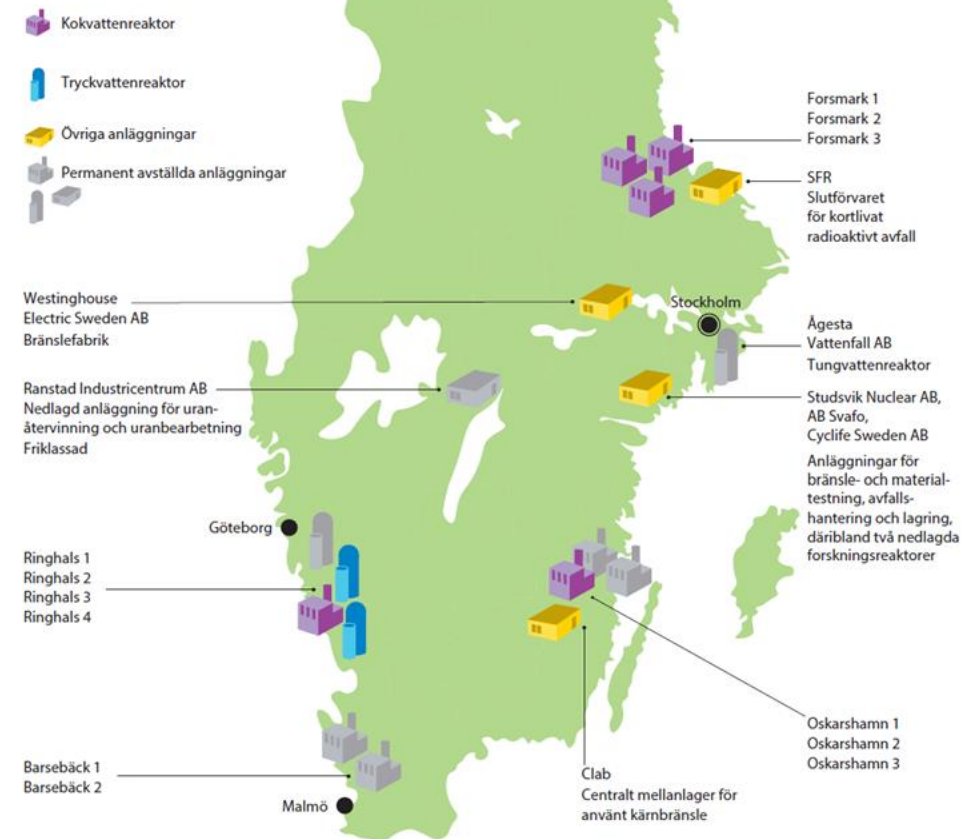 Kokvattenreaktor
Tryckvattenreaktor
Övriga anläggningar
Permanent avställda anläggningar
Forsmark 1
Forsmark 2
Forsmark 3
SFR
Slutförvaret
för kortlivat
radioaktivt avfall
Westinghouse
Electric Sweden AB
Bränslefabrik
Stockholm
Ågesta
Vattenfall AB
Tungvattenreaktor
Ranstad Industricentrum AB
Nedlagd anläggning för uran-
återvinning och uranbearbetning
Friklassad
Studsvik Nuclear AB,
AB Svafo,
Cyclife Sweden AB
Anläggningar för
bränsle- och material-
testning, avfalls-
hantering och lagring,
däribland två nedlagda
forskningsreaktorer
Göteborg
Ringhals 1
Ringhals 2
Ringhals 3
Ringhals 4
Oskarshamn 1
Oskarshamn 2
Oskarshamn 3
Barsebäck 1
Barsebäck 2
Malmö
Clab
Centralt mellanlager för
använt kärnbränsle